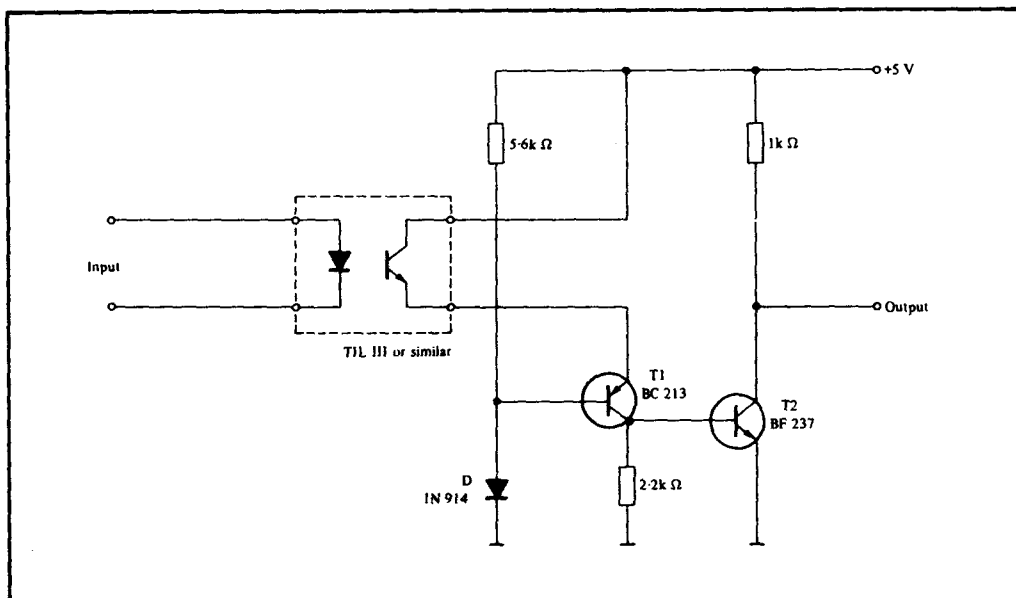 +5 V
5·6k Ω
1k Ω
Input
Output
TIL III or similar
T1
BC 213
T2
BF 237
D
IN 914
2·2k Ω